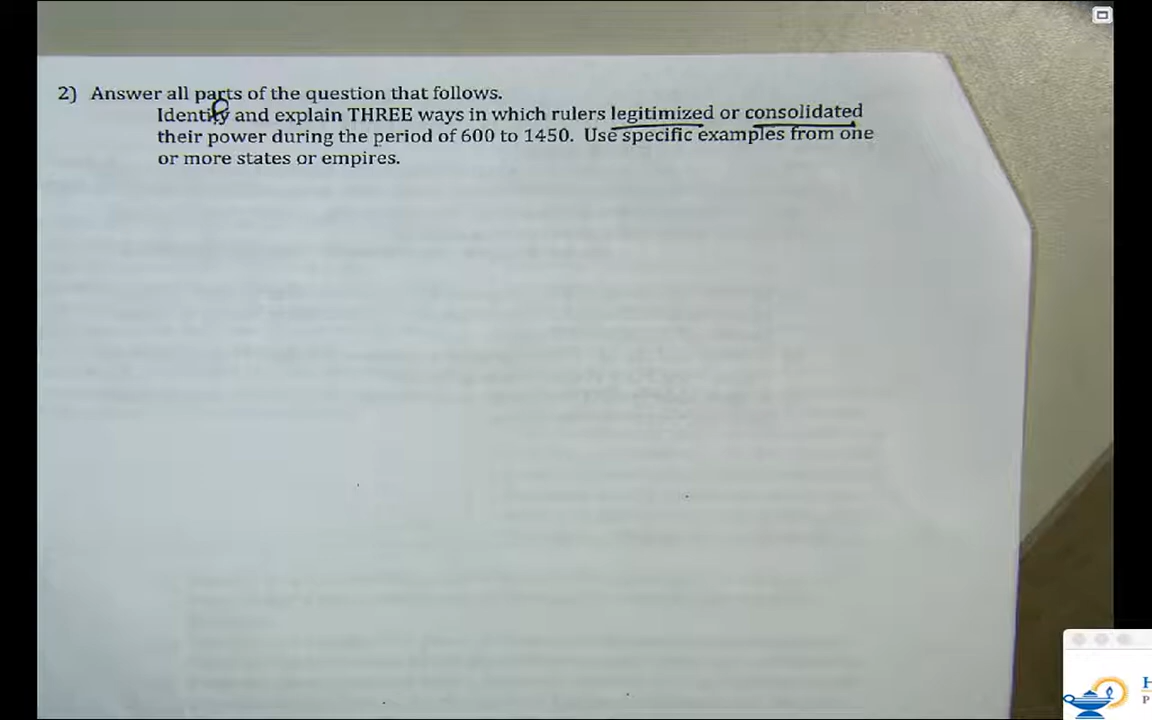 2) Answer all parts of the question that follows.
Identify and explain THREE ways in which rulers legitimized or consolidated
their power during the period of 600 to 1450. Use specific examples from one
or more states or empires.
H
P